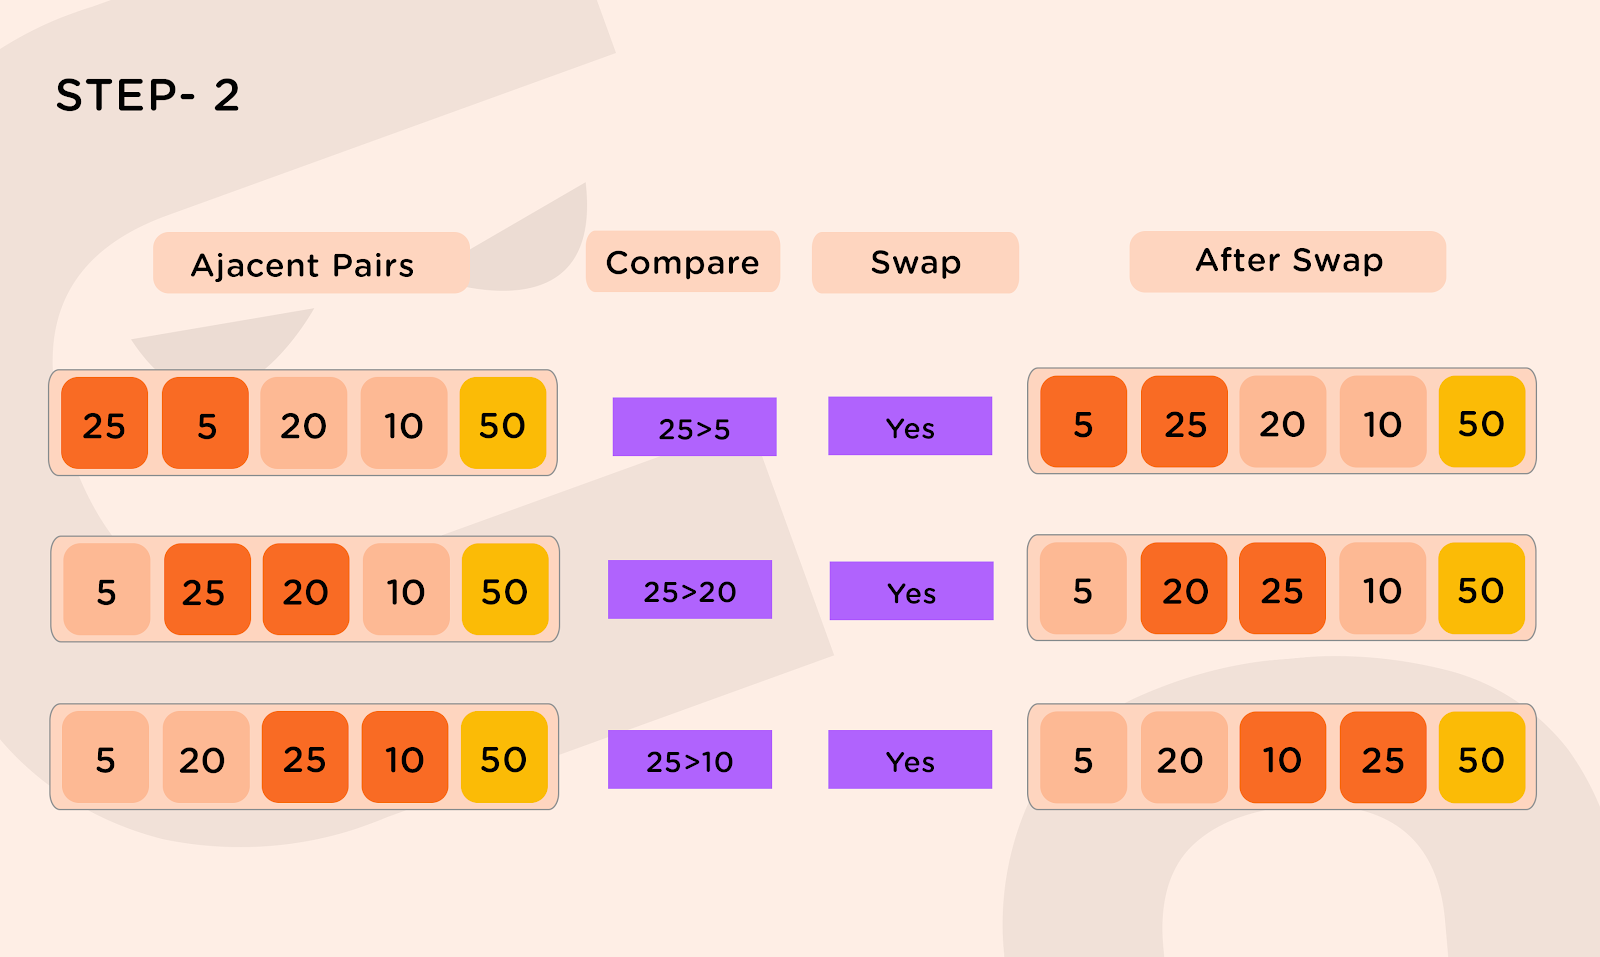 STEP- 2
Ajacent Pairs Compare Swap After Swap
25 5 20 10 50 25>5 Yes 5 25 20 10 50
5 25 20 10 50 25>20 Yes 5 20 25 10 50
5 20 25 10 50 25>10 Yes 5 20 10 25 50